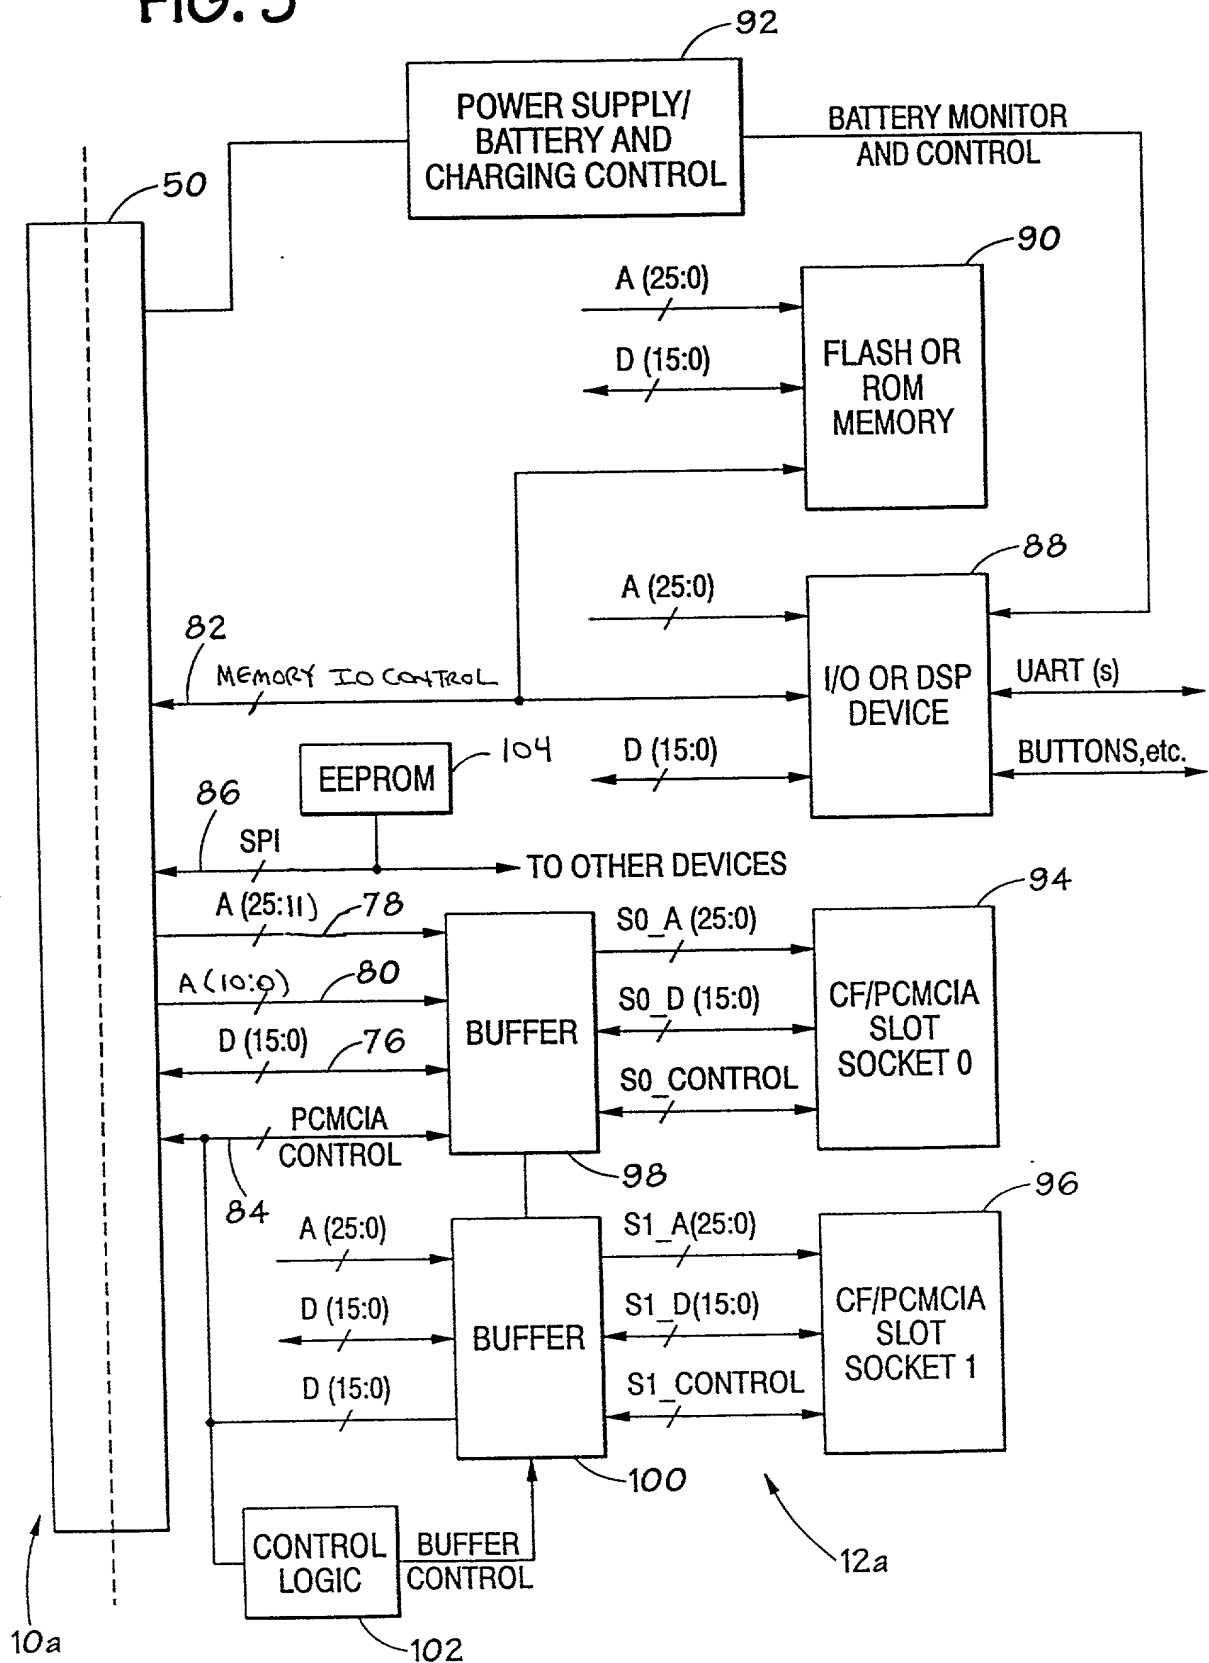 FIG. 5
92
POWER SUPPLY/
BATTERY AND
CHARGING CONTROL
BATTERY MONITOR
AND CONTROL
50
90
A (25:0)
D (15:0)
FLASH OR
ROM
MEMORY
88
A (25:0)
82
MEMORY IO CONTROL
I/O OR DSP
DEVICE
UART (s)
104
EEPROM
D (15:0)
BUTTONS,etc.
86
SPI
TO OTHER DEVICES
94
A (25:11)
78
S0_A (25:0)
A (10:0)
80
BUFFER
S0_D (15:0)
CF/PCMCIA
SLOT
SOCKET 0
D (15:0)
76
S0_CONTROL
PCMCIA
CONTROL
84
98
96
A (25:0)
S1_A(25:0)
D (15:0)
BUFFER
S1_D(15:0)
CF/PCMCIA
SLOT
SOCKET 1
D (15:0)
S1_CONTROL
100
CONTROL
LOGIC
BUFFER
CONTROL
12a
10a
102